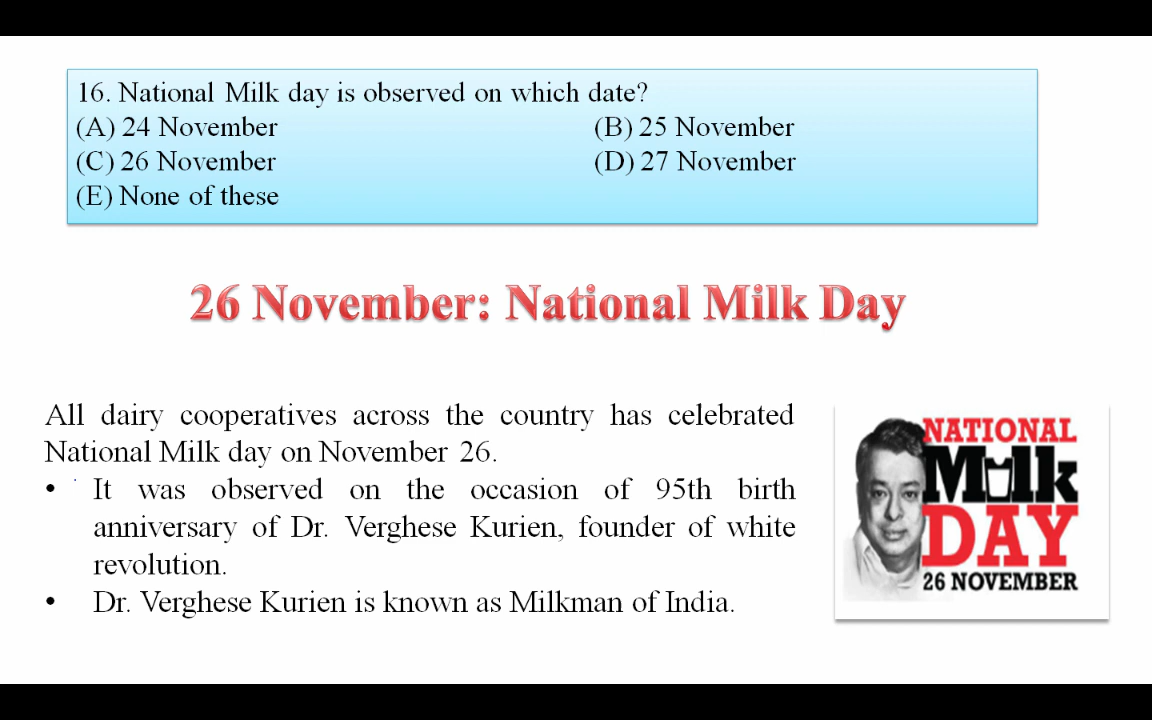 16. National Milk day is observed on which date?
(A) 24 November (B) 25 November
(C) 26 November (D) 27 November
(E) None of these
26 November: National Milk Day
All dairy cooperatives across the country has celebrated
National Milk day on November 26.
• It was observed on the occasion of 95th birth
anniversary of Dr. Verghese Kurien, founder of white
revolution.
• Dr. Verghese Kurien is known as Milkman of India.
NATIONAL
Milk
DAY
26 NOVEMBER